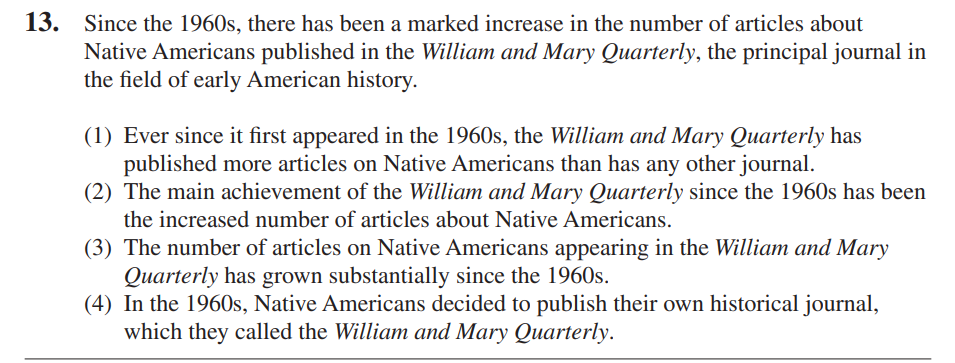 13. Since the 1960s, there has been a marked increase in the number of articles about
Native Americans published in the William and Mary Quarterly, the principal journal in
the field of early American history.
(1) Ever since it first appeared in the 1960s, the William and Mary Quarterly has
published more articles on Native Americans than has any other journal.
(2) The main achievement of the William and Mary Quarterly since the 1960s has been
the increased number of articles about Native Americans.
(3) The number of articles on Native Americans appearing in the William and Mary
Quarterly has grown substantially since the 1960s.
(4) In the 1960s, Native Americans decided to publish their own historical journal,
which they called the William and Mary Quarterly.